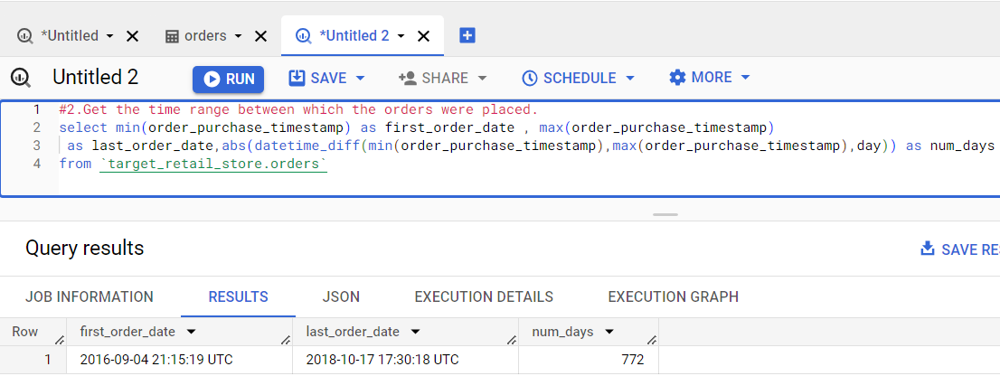 *Untitled
orders
*Untitled 2
Untitled 2 RUN SAVE SHARE SCHEDULE MORE
1 #2.Get the time range between which the orders were placed.
2 select min(order_purchase_timestamp) as first_order_date , max(order_purchase_timestamp)
3 as last_order_date,abs(datetime_diff(min(order_purchase_timestamp),max(order_purchase_timestamp),day)) as num_days
4 from `target_retail_store.orders`
Query results SAVE RE
JOB INFORMATION RESULTS JSON EXECUTION DETAILS EXECUTION GRAPH
Row first_order_date last_order_date num_days
1 2016-09-04 21:15:19 UTC 2018-10-17 17:30:18 UTC 772